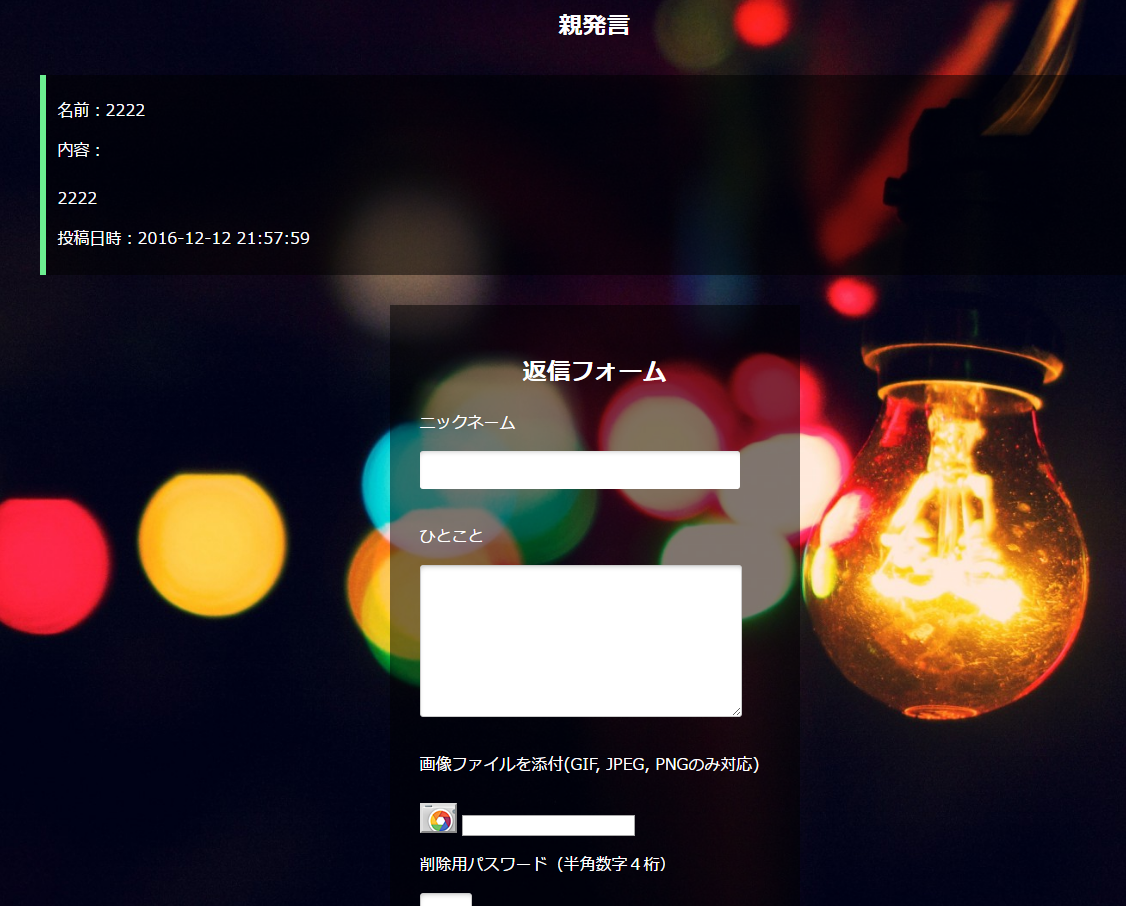 親発言
名前：2222
内容：
2222
投稿日時：2016-12-12 21:57:59
返信フォーム
ニックネーム
ひとこと
画像ファイルを添付(GIF, JPEG, PNGのみ対応)
削除用パスワード（半角数字４桁）